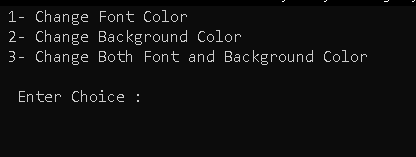 1- Change Font Color
2- Change Background Color
3- Change Both Font and Background Color
Enter Choice :